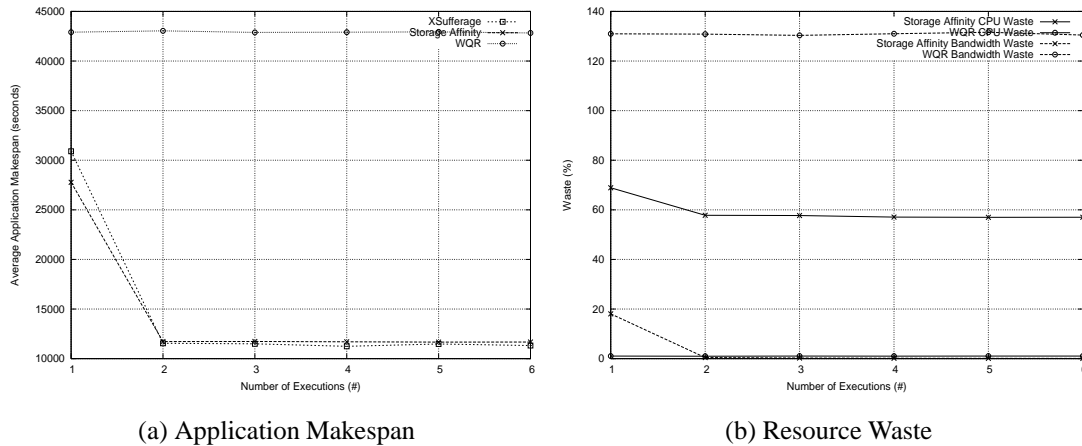 45000
40000
35000
30000
25000
20000
15000
10000
Average Application Makespan (seconds)
XSufferage
Storage Affinity
WQR
1 2 3 4 5 6
Number of Executions (#)
(a) Application Makespan
140
120
100
80
60
40
20
0
Waste (%)
Storage Affinity CPU Waste
WQR CPU Waste
Storage Affinity Bandwidth Waste
WQR Bandwidth Waste
1 2 3 4 5 6
Number of Executions (#)
(b) Resource Waste